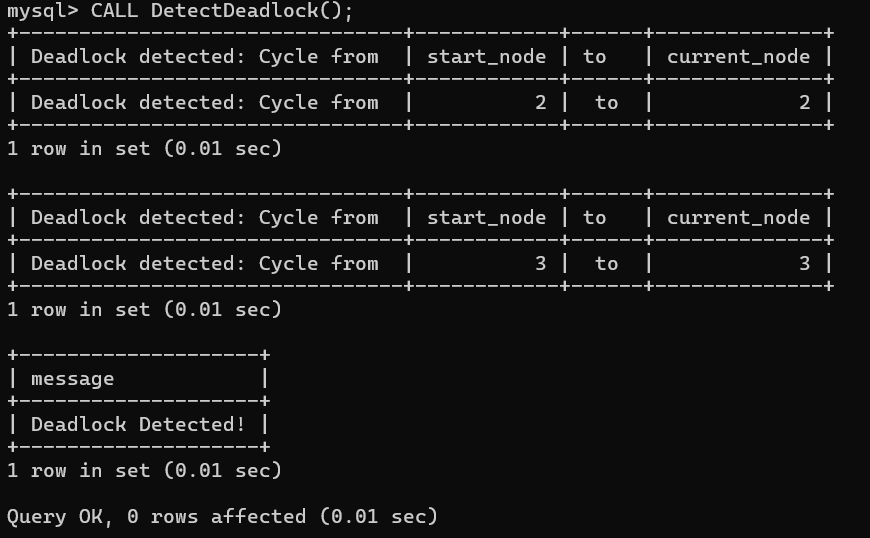 mysql> CALL DetectDeadlock();
+-------------------------------+------------+------+--------------+
| Deadlock detected: Cycle from  | start_node | to   | current_node |
+-------------------------------+------------+------+--------------+
| Deadlock detected: Cycle from  |          2 |  to  |            2 |
+-------------------------------+------------+------+--------------+
1 row in set (0.01 sec)

+-------------------------------+------------+------+--------------+
| Deadlock detected: Cycle from  | start_node | to   | current_node |
+-------------------------------+------------+------+--------------+
| Deadlock detected: Cycle from  |          3 |  to  |            3 |
+-------------------------------+------------+------+--------------+
1 row in set (0.01 sec)

+--------------------+
| message            |
+--------------------+
| Deadlock Detected! |
+--------------------+
1 row in set (0.01 sec)

Query OK, 0 rows affected (0.01 sec)